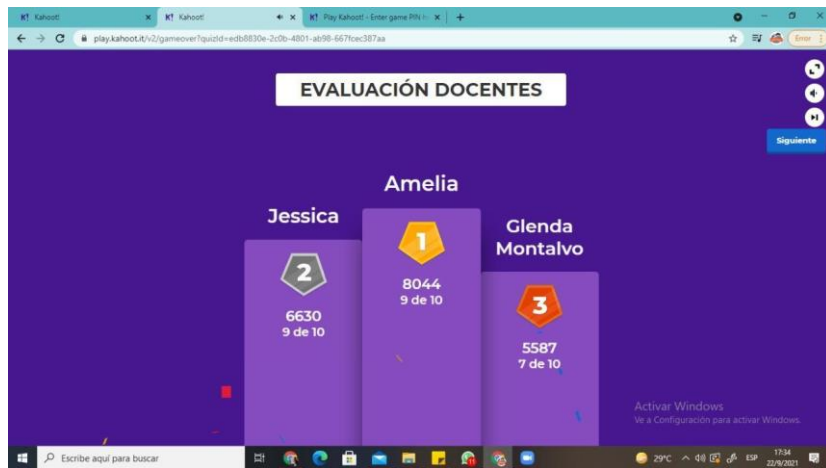 Kahoot!
Kahoot!
Play Kahoot! - Enter game PIN
play.kahoot.it/v2/gameover?quizId=edb8830e-2c0b-4801-ab98-667fcec387aa
Error
EVALUACIÓN DOCENTES
Siguiente
Amelia
1
8044
9 de 10
Jessica
2
6630
9 de 10
Glenda
Montalvo
3
5587
7 de 10
Activar Windows
Ve a Configuración para activar Windows.
Escribe aquí para buscar
29°C
ESP
17:34
22/9/2021